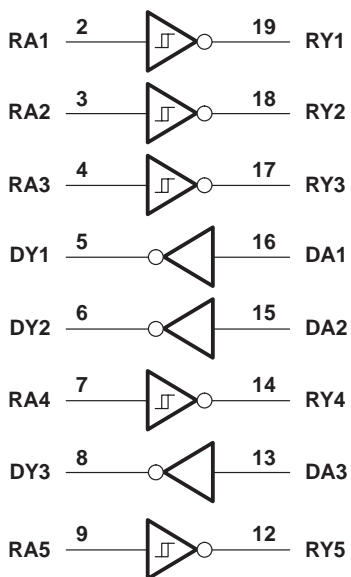 RA1 2 19 RY1
RA2 3 18 RY2
RA3 4 17 RY3
DY1 5 16 DA1
DY2 6 15 DA2
RA4 7 14 RY4
DY3 8 13 DA3
RA5 9 12 RY5